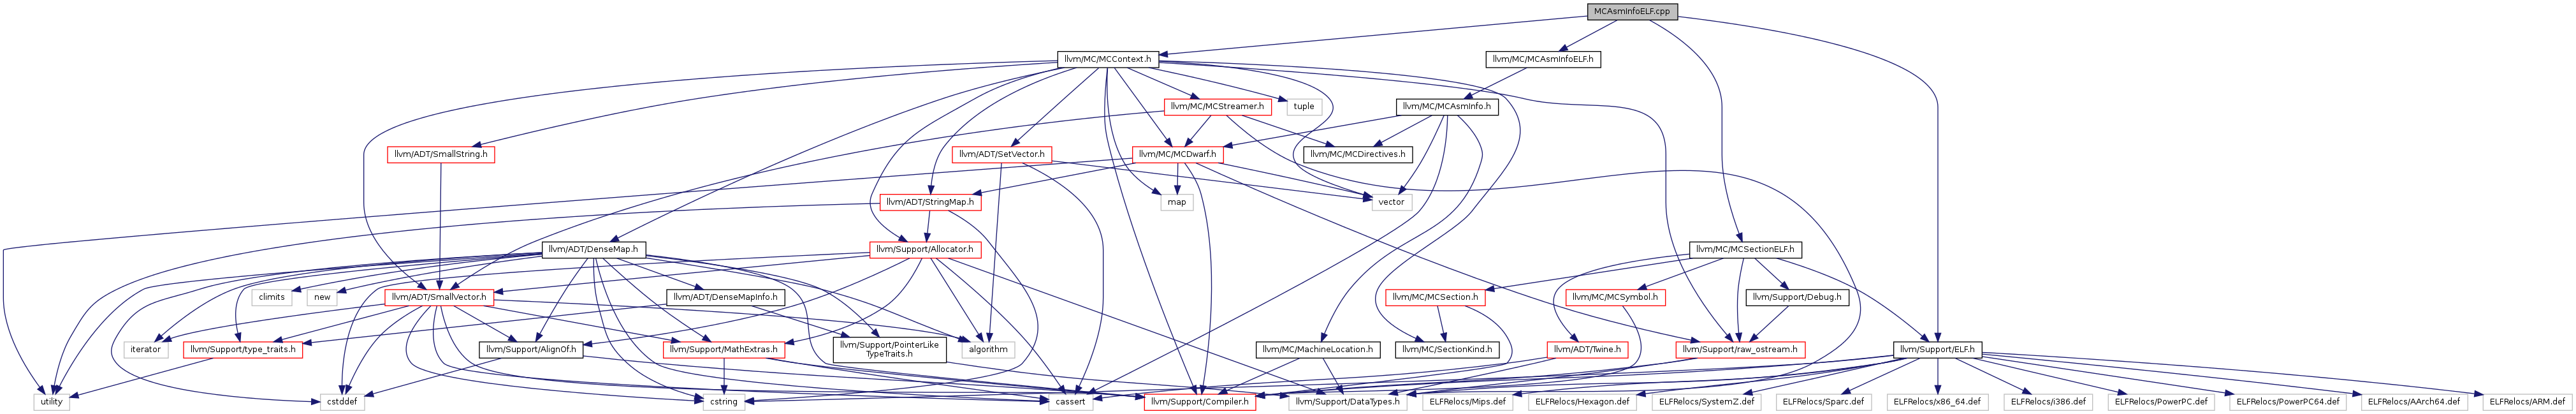 MCAsmInfoELF.cpp
llvm/MC/MCContext.h
llvm/MC/MCAsmInfoELF.h
llvm/MC/MCStreamer.h
tuple
llvm/MC/MCAsmInfo.h
llvm/ADT/SmallString.h
llvm/ADT/SetVector.h
llvm/MC/MCDwarf.h
llvm/MC/MCDirectives.h
llvm/ADT/StringMap.h
map
vector
llvm/ADT/DenseMap.h
llvm/Support/Allocator.h
llvm/MC/MCSectionELF.h
climits
new
llvm/ADT/SmallVector.h
llvm/ADT/DenseMapInfo.h
llvm/MC/MCSection.h
llvm/MC/MCSymbol.h
llvm/Support/Debug.h
iterator
llvm/Support/type_traits.h
llvm/Support/AlignOf.h
llvm/Support/MathExtras.h
llvm/Support/PointerLike
TypeTraits.h
algorithm
llvm/MC/MachineLocation.h
llvm/MC/SectionKind.h
llvm/ADT/Twine.h
llvm/Support/raw_ostream.h
llvm/Support/ELF.h
utility
cstddef
cstring
cassert
llvm/Support/Compiler.h
llvm/Support/DataTypes.h
ELFRelocs/Mips.def
ELFRelocs/Hexagon.def
ELFRelocs/SystemZ.def
ELFRelocs/Sparc.def
ELFRelocs/x86_64.def
ELFRelocs/i386.def
ELFRelocs/PowerPC.def
ELFRelocs/PowerPC64.def
ELFRelocs/AArch64.def
ELFRelocs/ARM.def